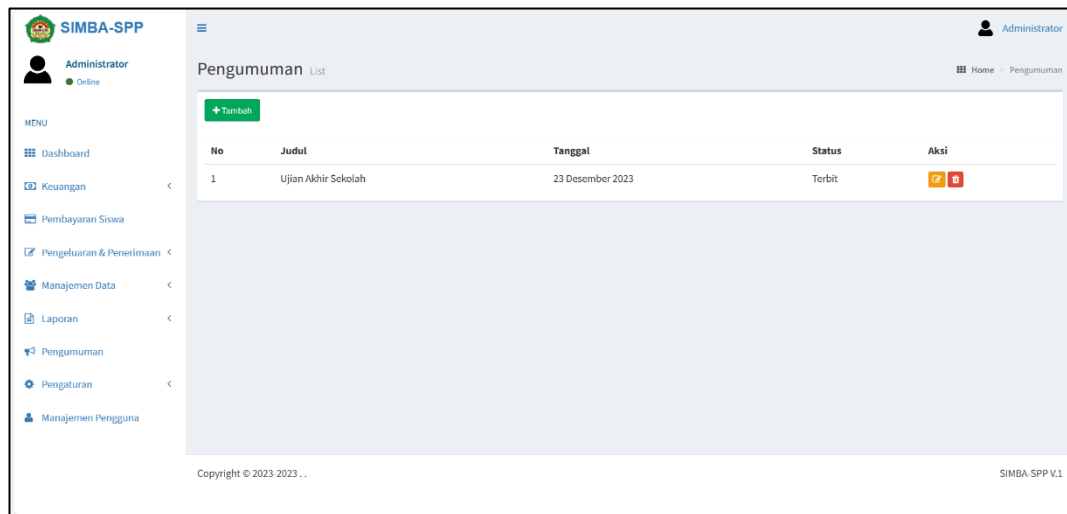 SIMBA-SPP
Administrator
Administrator
Online
Pengumuman List
Home > Pengumuman
+Tambah
MENU
No Judul Tanggal Status Aksi
1 Ujian Akhir Sekolah 23 Desember 2023 Terbit
Dashboard
Keuangan
Pembayaran Siswa
Pengeluaran & Penerimaan
Manajemen Data
Laporan
Pengumuman
Pengaturan
Manajemen Pengguna
Copyright © 2023-2023 . .
SIMBA-SPP V.1